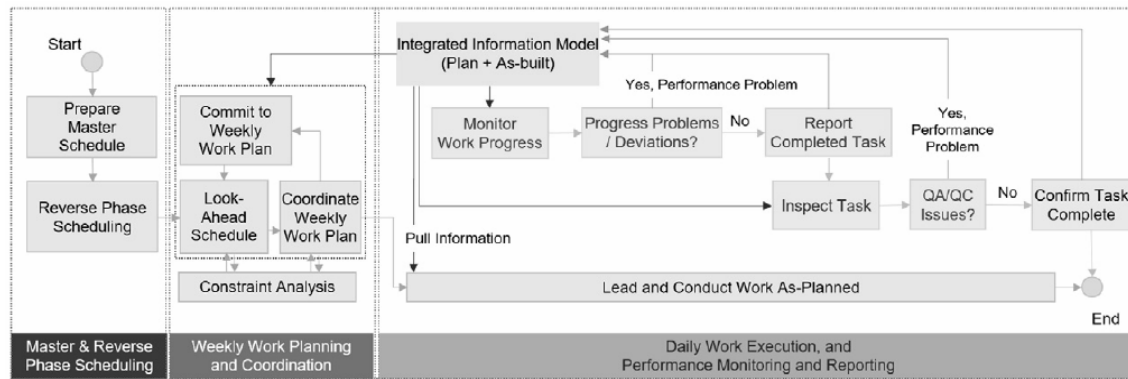 Start
Prepare
Master
Schedule
Reverse Phase
Scheduling
Commit to
Weekly
Work Plan
Look-
Ahead
Schedule
Coordinate
Weekly
Work Plan
Constraint Analysis
Integrated Information Model
(Plan + As-built)
Yes, Performance Problem
Monitor
Work Progress
Progress Problems
/ Deviations?
No
Report
Completed Task
Yes,
Performance
Problem
Inspect Task
QA/QC
Issues?
No
Confirm Task
Complete
Pull Information
Lead and Conduct Work As-Planned
End
Master & Reverse
Phase Scheduling
Weekly Work Planning
and Coordination
Daily Work Execution, and
Performance Monitoring and Reporting